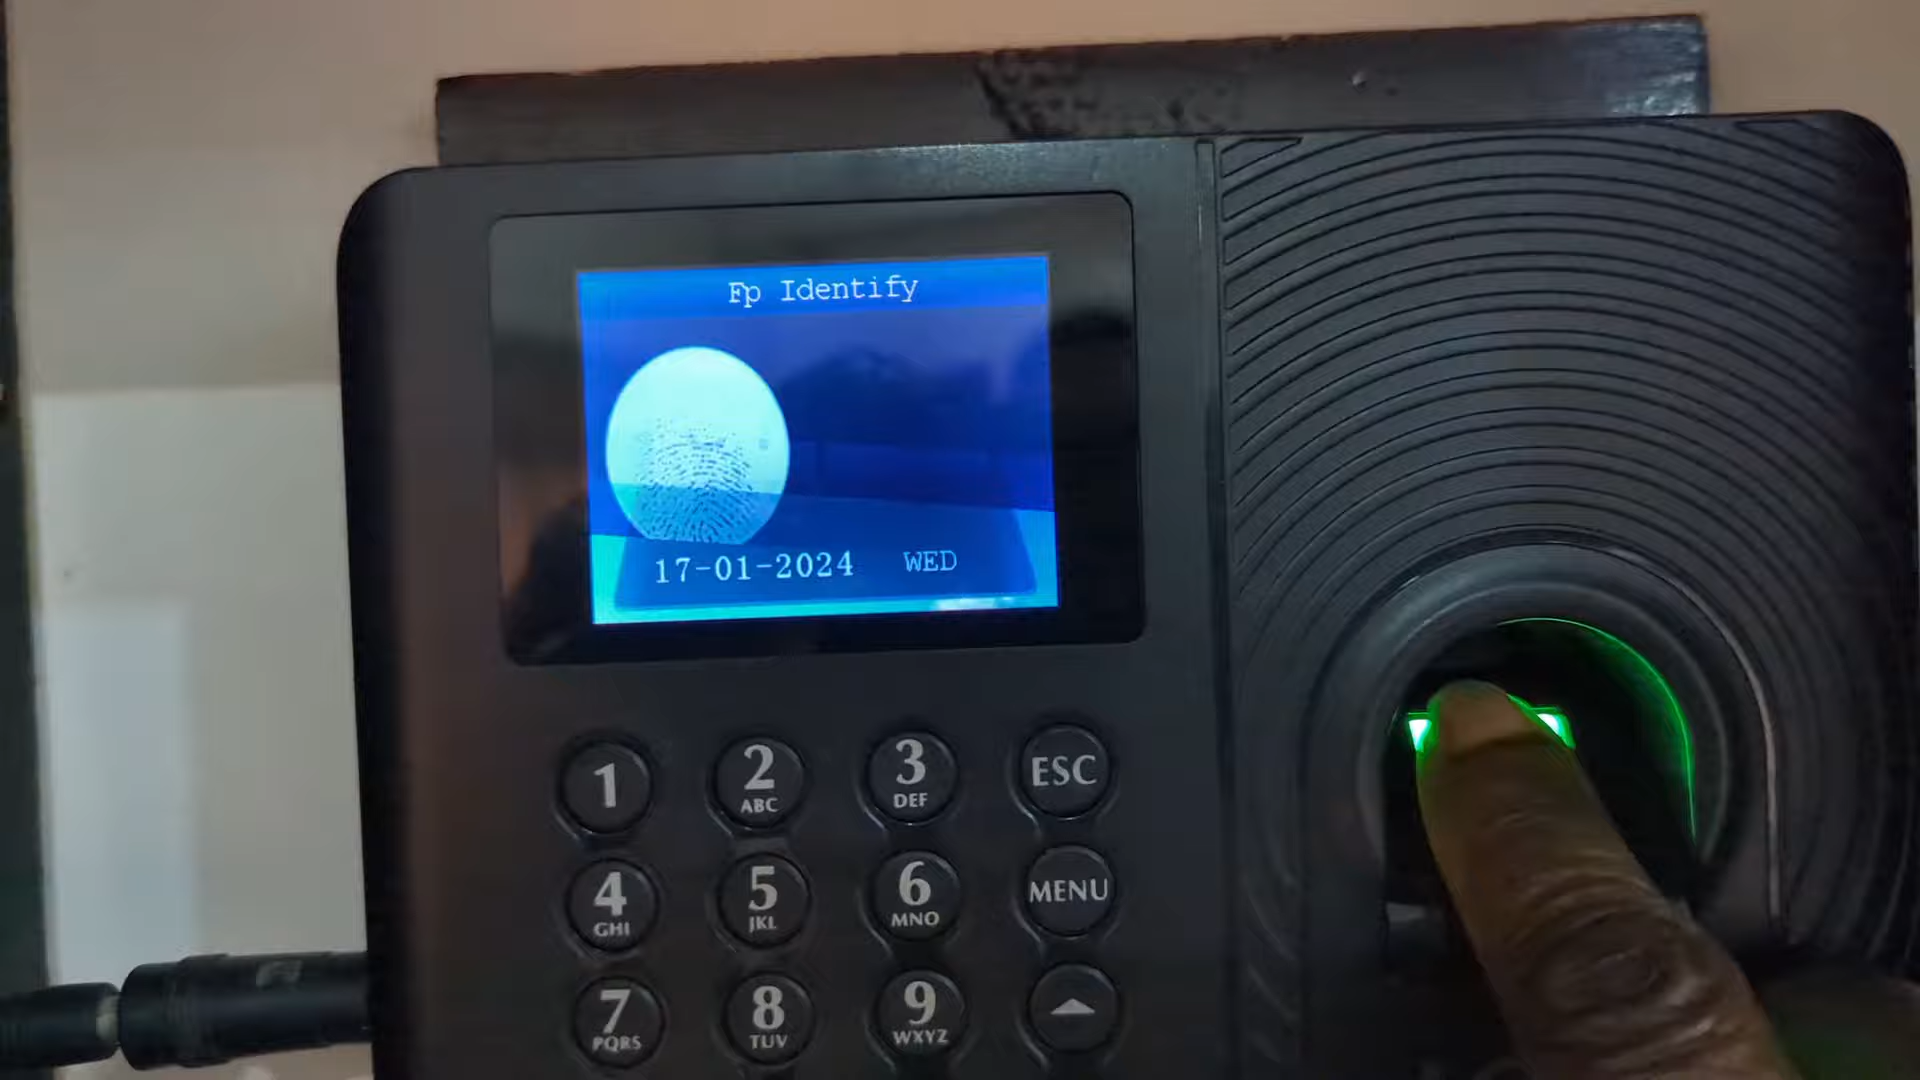 Fp Identify
17-01-2024 WED
1 2 3 ESC
ABC DEF
4 5 6 MENU
GHI JKL MNO
7 8 9
PQRS TUV WXYZ